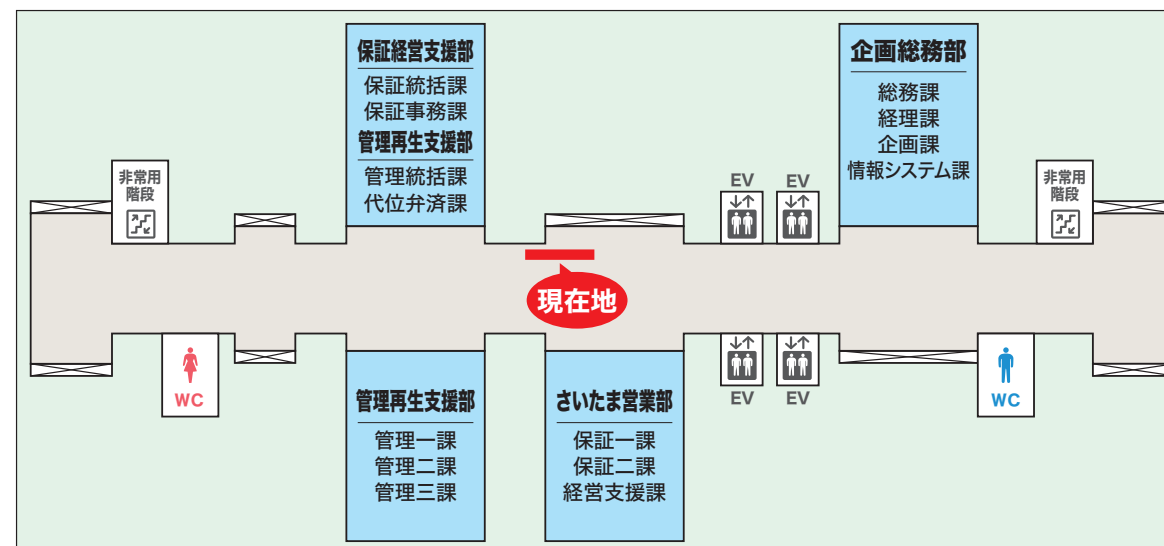 保証経営支援部
保証統括課
保証事務課
管理再生支援部
管理統括課
代位弁済課
企画総務部
総務課
経理課
企画課
情報システム課
非常用
階段
EV
EV
非常用
階段
現在地
WC
管理再生支援部
管理一課
管理二課
管理三課
さいたま営業部
保証一課
保証二課
経営支援課
EV
EV
WC